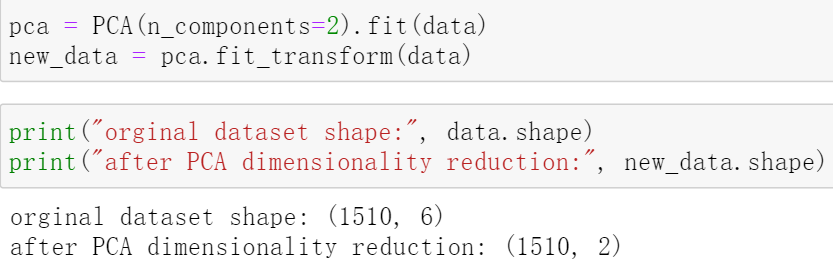 pca = PCA(n_components=2).fit(data)
new_data = pca.fit_transform(data)
print("orginal dataset shape:", data.shape)
print("after PCA dimensionality reduction:", new_data.shape)
orginal dataset shape: (1510, 6)
after PCA dimensionality reduction: (1510, 2)